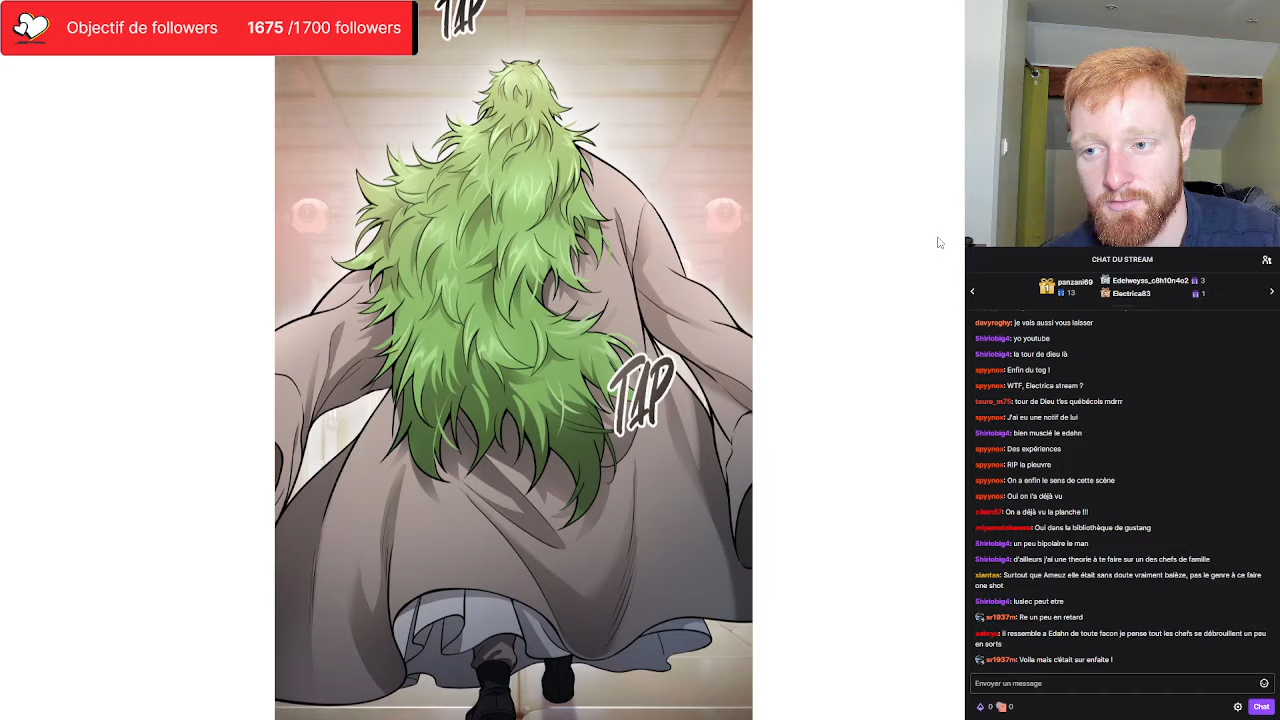 Objectif de followers 1675 /1700 followers
TAP
TAP
CHAT DU STREAM
1 panzani69 13
Edelweyss_c8h10n4o2 3
Electrica83 1
davyroghy: je vais aussi vous laisser
Shiriobig4: yo youtube
Shiriobig4: la tour de dieu là
spyynox: Enfin du tog !
spyynox: WTF, Electrica stream ?
toure_m75: tour de Dieu t'es québécois mdrrr
spyynox: J'ai eu une notif de lui
Shiriobig4: bien musclé le edahn
spyynox: Des expériences
spyynox: RIP la pieuvre
spyynox: On a enfin le sens de cette scène
spyynox: Oui on l'a déjà vu
On a déjà vu la planche !!!
Oui dans la bibliothèque de gustang
Shiriobig4: un peu bipolaire le man
Shiriobig4: d'ailleurs j'ai une theorie à te faire sur un des chefs de famille
xiantas: Surtout que Ameuz elle était sans doute vraiment balèze, pas le genre à ce faire
one shot
Shiriobig4: luslec peut etre
sr1937m: Re un peu en retard
il ressemble a Edahn de toute facon je pense tout les chefs se débrouillent un peu
en sorts
sr1937m: Voila mais c'était sur enfaite !
Envoyer un message
0 0 Chat